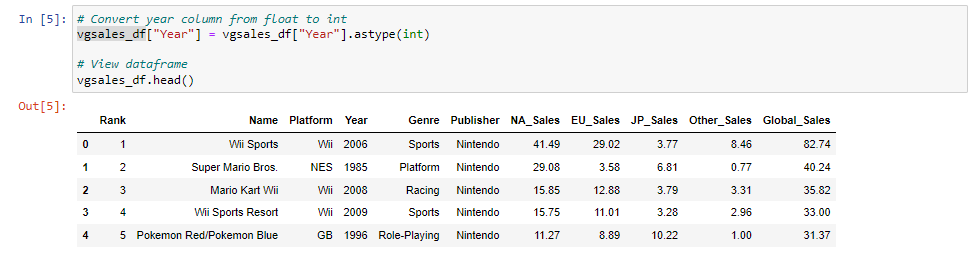 In [5]: # Convert year column from float to int
vgsales_df["Year"] = vgsales_df["Year"].astype(int)
# View dataframe
vgsales_df.head()
Out[5]:
Rank Name Platform Year Genre Publisher NA_Sales EU_Sales JP_Sales Other_Sales Global_Sales
0 1 Wii Sports Wii 2006 Sports Nintendo 41.49 29.02 3.77 8.46 82.74
1 2 Super Mario Bros. NES 1985 Platform Nintendo 29.08 3.58 6.81 0.77 40.24
2 3 Mario Kart Wii Wii 2008 Racing Nintendo 15.85 12.88 3.79 3.31 35.82
3 4 Wii Sports Resort Wii 2009 Sports Nintendo 15.75 11.01 3.28 2.96 33.00
4 5 Pokemon Red/Pokemon Blue GB 1996 Role-Playing Nintendo 11.27 8.89 10.22 1.00 31.37